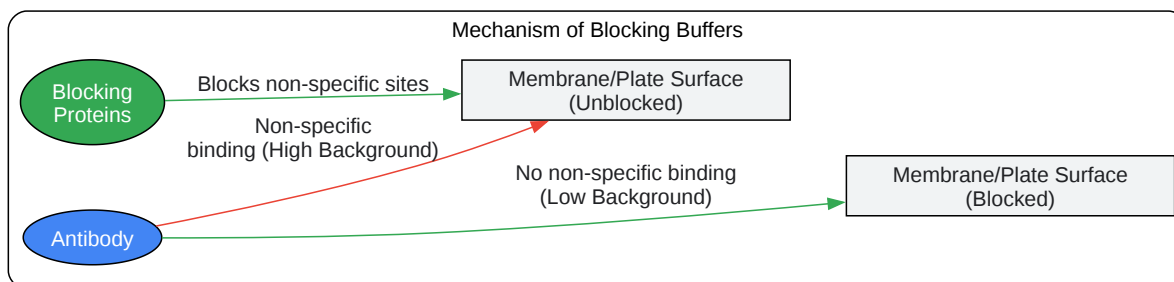 Mechanism of Blocking Buffers
Blocking
Proteins
Blocks non-specific sites
Membrane/Plate Surface
(Unblocked)
Non-specific
binding (High Background)
No non-specific binding
(Low Background)
Membrane/Plate Surface
(Blocked)
Antibody